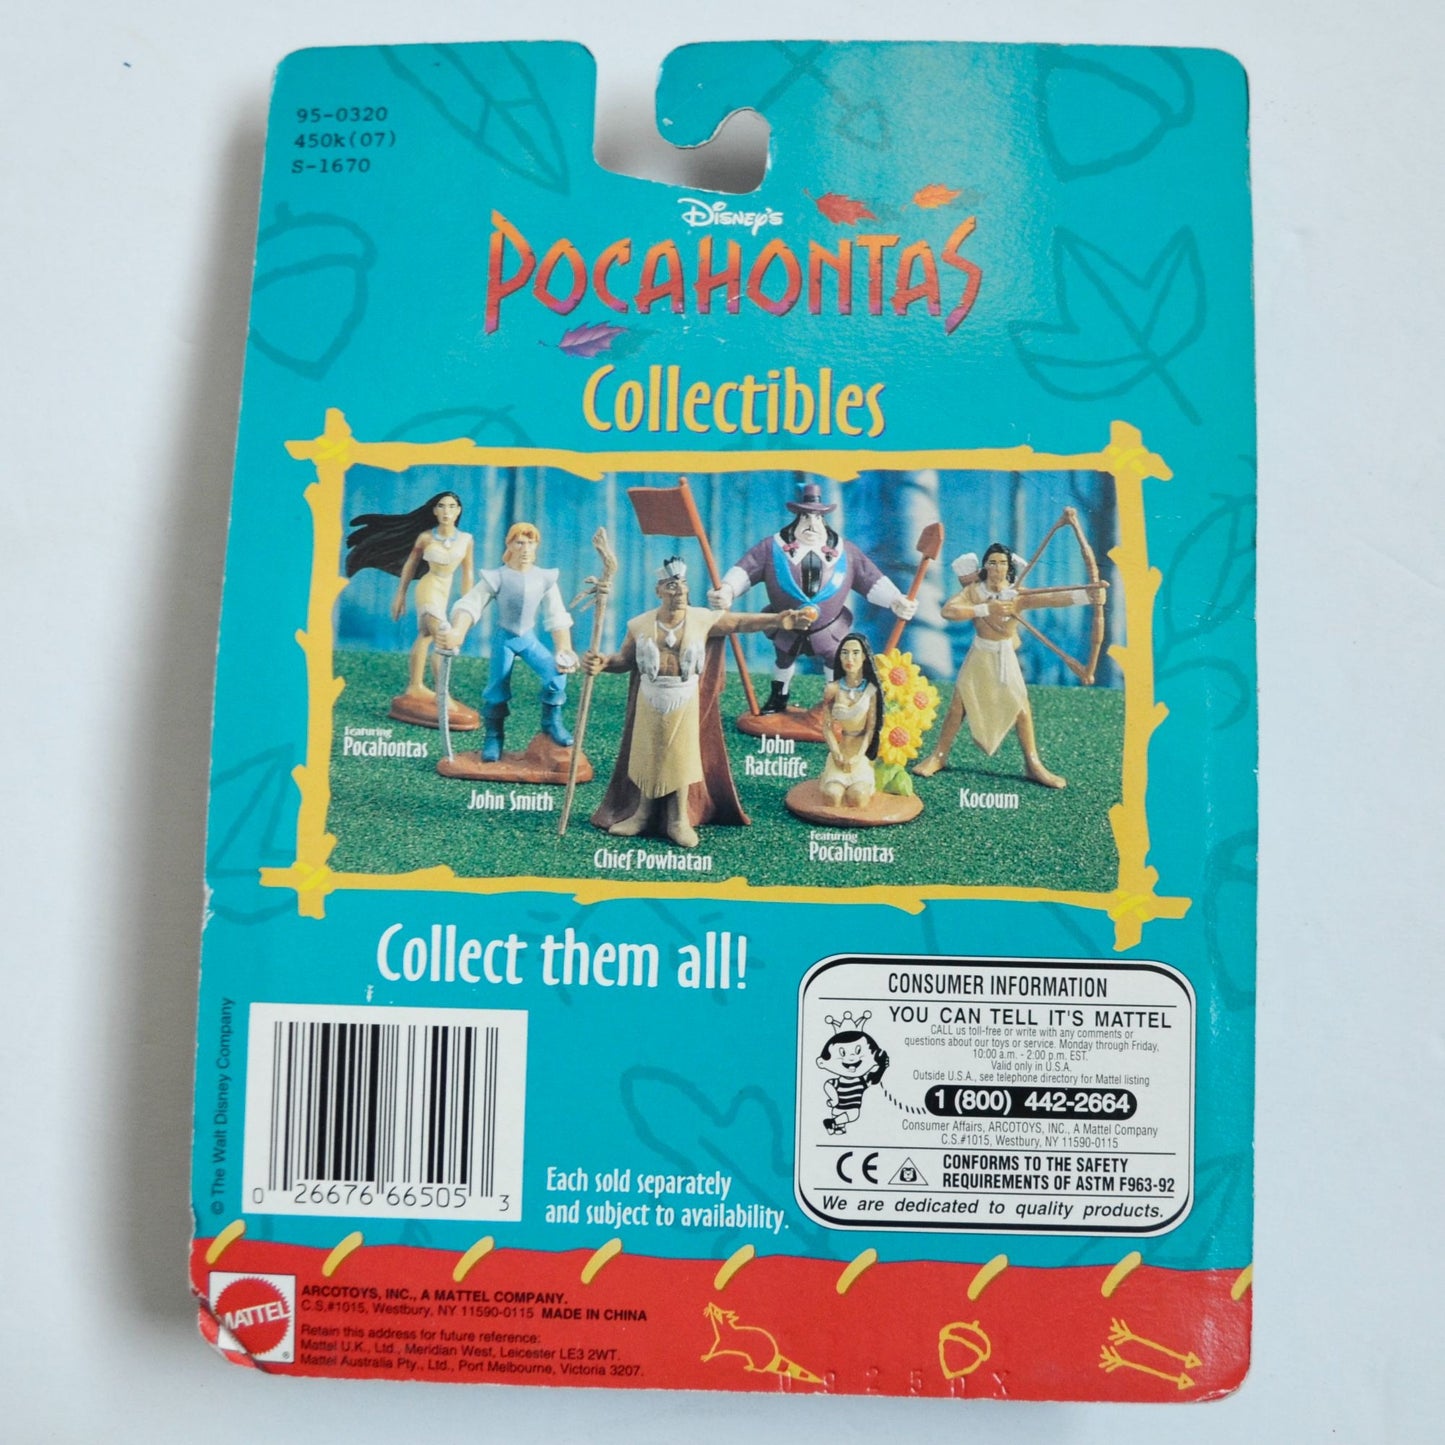 95-0320
450k(07)
S-1670
Disney's
POCAHONTAS
Collectibles
Featuring
Pocahontas
John Smith
Chief Powhatan
John
Ratcliffe
Featuring
Pocahontas
Kocoum
Collect them all!
© The Walt Disney Company
0 26676 66505 3
Each sold separately
and subject to availability.
CONSUMER INFORMATION
YOU CAN TELL IT'S MATTEL
CALL us toll-free or write with any comments or
questions about our toys or service. Monday through Friday,
10:00 a.m. - 2:00 p.m. EST.
Valid only in U.S.A.
Outside U.S.A., see telephone directory for Mattel listing
1 (800) 442-2664
Consumer Affairs, ARCOTOYS, INC., A Mattel Company
C.S.#1015, Westbury, NY 11590-0115
CE
CONFORMS TO THE SAFETY
REQUIREMENTS OF ASTM F963-92
We are dedicated to quality products.
MATTEL
®
ARCOTOYS, INC., A MATTEL COMPANY.
C.S.#1015, Westbury, NY 11590-0115 MADE IN CHINA
Retain this address for future reference:
Mattel U.K., Ltd., Meridian West, Leicester LE3 2WT.
Mattel Australia Pty., Ltd., Port Melbourne, Victoria 3207.